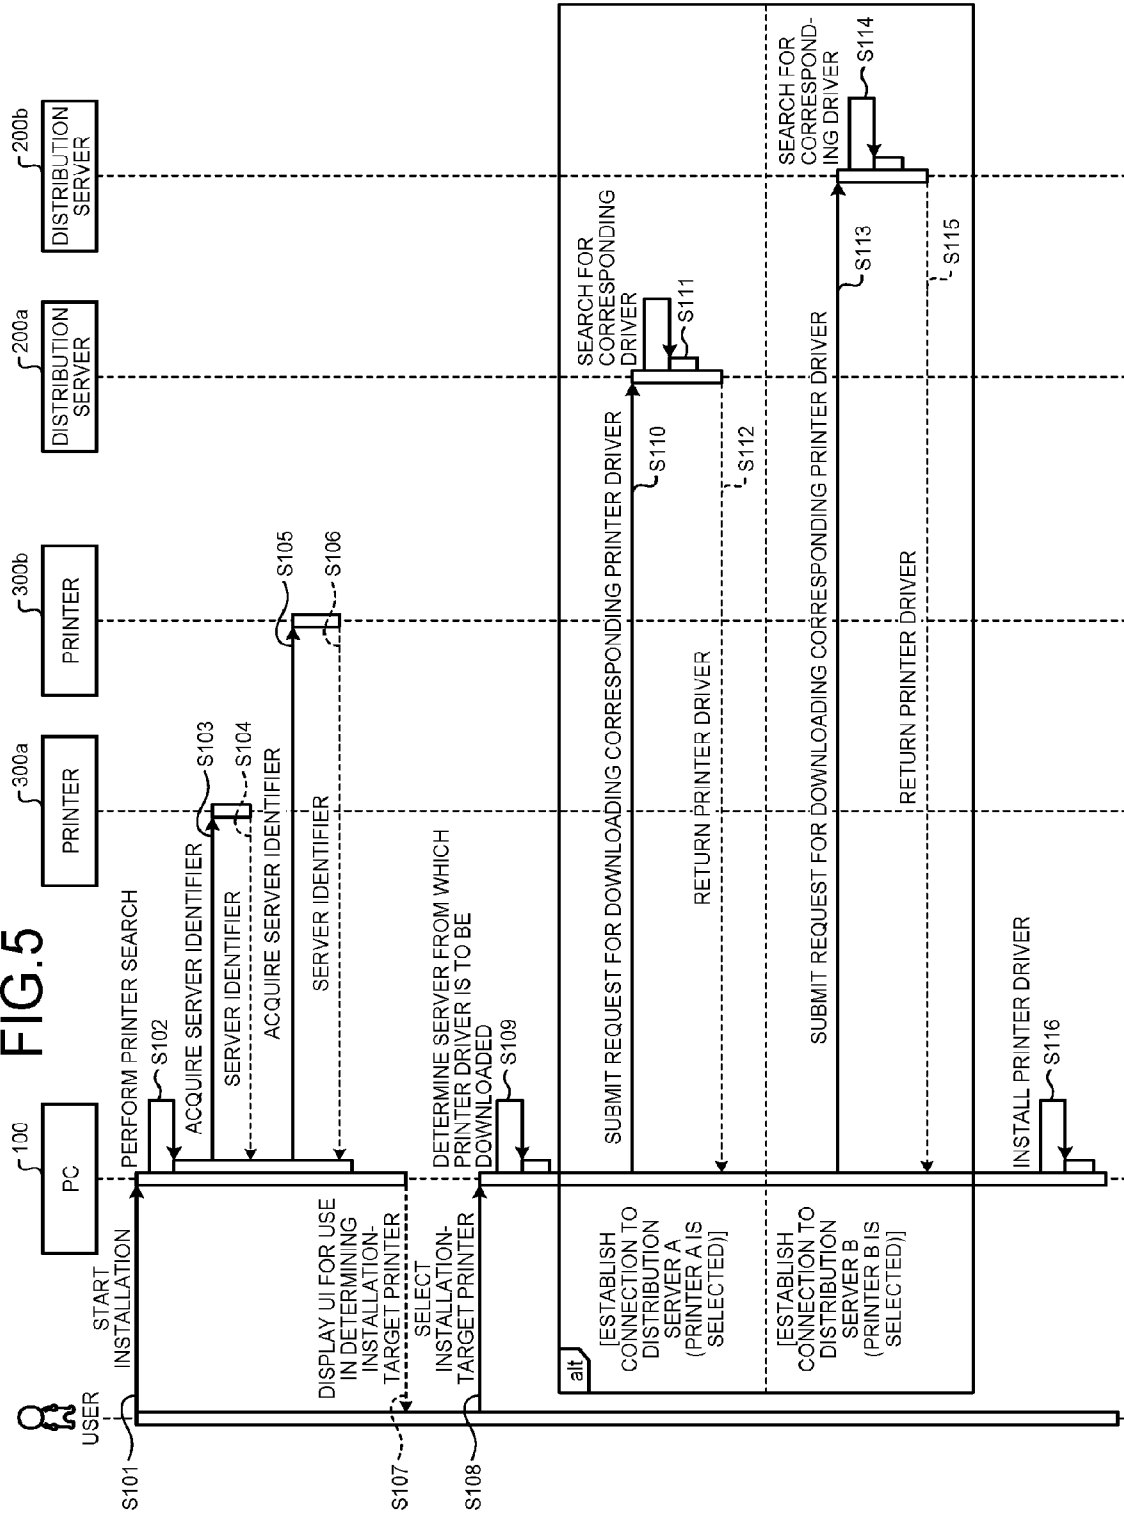 FIG.5
USER
100
PC
300a
PRINTER
300b
PRINTER
200a
DISTRIBUTION
SERVER
200b
DISTRIBUTION
SERVER
S101
START
INSTALLATION
PERFORM PRINTER SEARCH
S102
ACQUIRE SERVER IDENTIFIER
S103
SERVER IDENTIFIER
S104
ACQUIRE SERVER IDENTIFIER
S105
SERVER IDENTIFIER
S106
DISPLAY UI FOR USE
IN DETERMINING
INSTALLATION-
TARGET PRINTER
S107
SELECT
INSTALLATION-
TARGET PRINTER
S108
DETERMINE SERVER FROM WHICH
PRINTER DRIVER IS TO BE
DOWNLOADED
S109
alt
[ESTABLISH
CONNECTION TO
DISTRIBUTION
SERVER A
(PRINTER A IS
SELECTED)]
SUBMIT REQUEST FOR DOWNLOADING CORRESPONDING PRINTER DRIVER
S110
SEARCH FOR
CORRESPONDING
DRIVER
S111
RETURN PRINTER DRIVER
S112
[ESTABLISH
CONNECTION TO
DISTRIBUTION
SERVER B
(PRINTER B IS
SELECTED)]
SUBMIT REQUEST FOR DOWNLOADING CORRESPONDING PRINTER DRIVER
S113
SEARCH FOR
CORRESPOND-
ING DRIVER
S114
RETURN PRINTER DRIVER
S115
INSTALL PRINTER DRIVER
S116